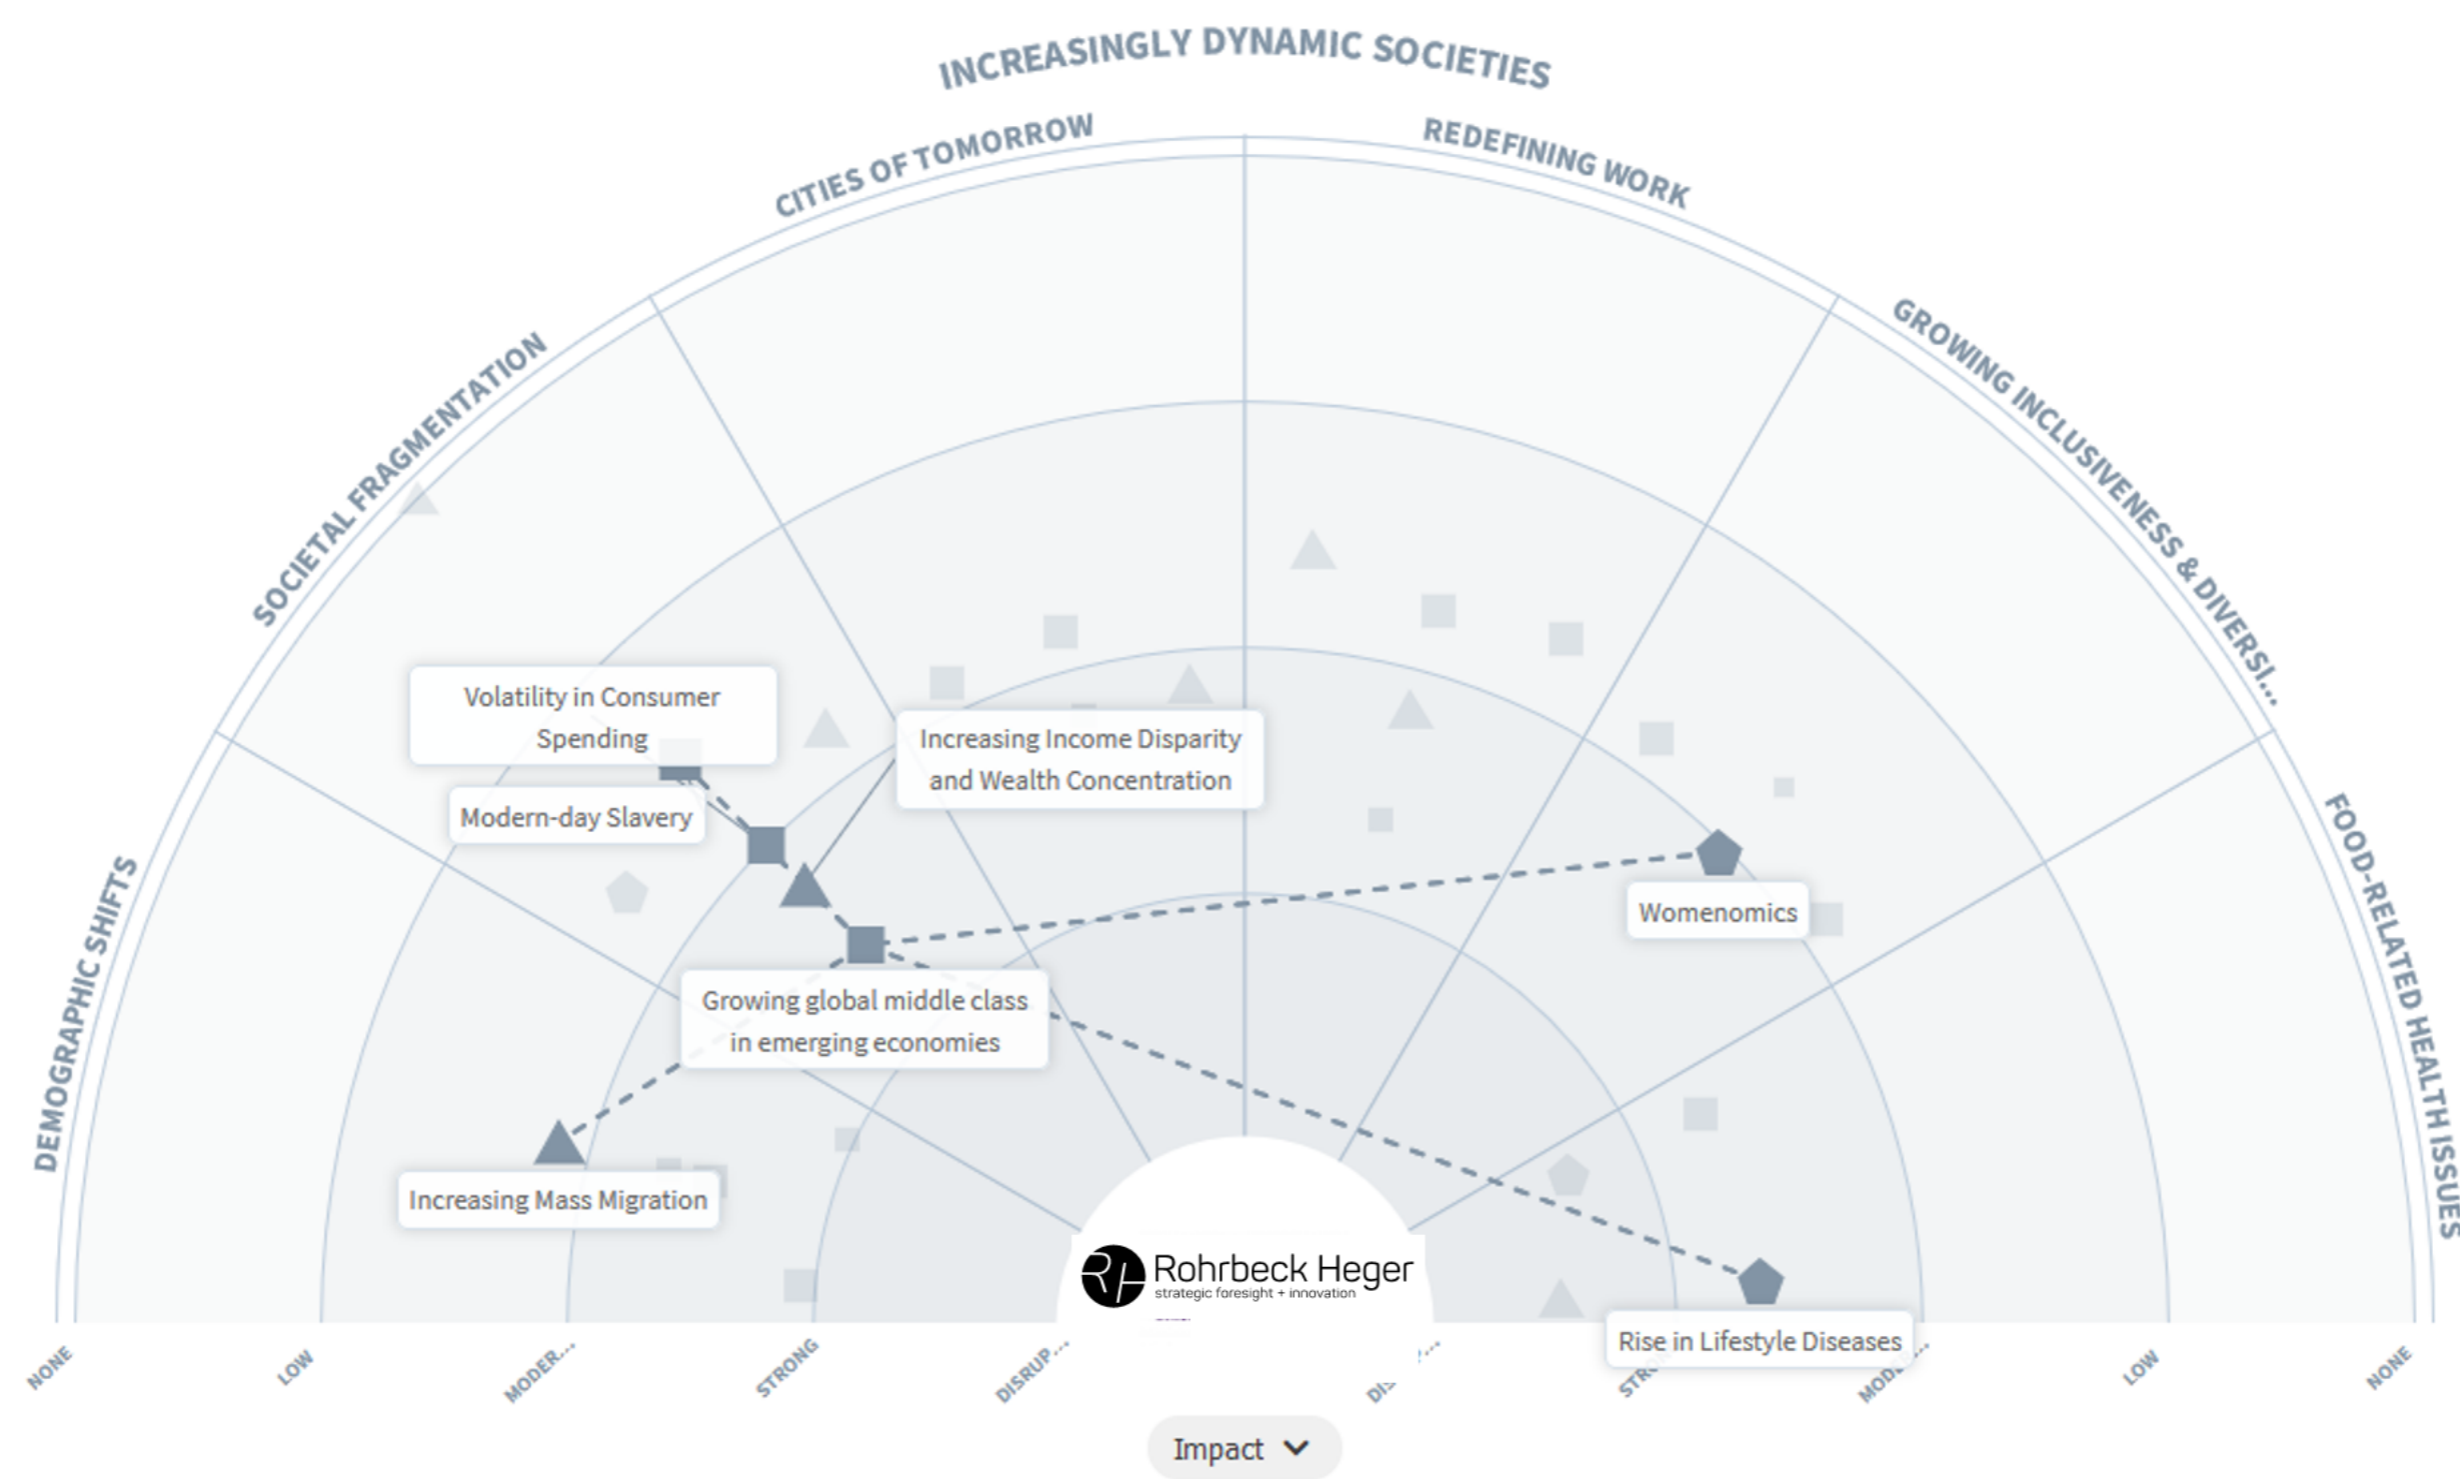 INCREASINGLY DYNAMIC SOCIETIES
CITIES OF TOMORROW
REDEFINING WORK
SOCIETAL FRAGMENTATION
GROWING INCLUSIVENESS & DIVERSI...
DEMOGRAPHIC SHIFTS
FOOD-RELATED HEALTH ISSUES
Volatility in Consumer
Spending
Modern-day Slavery
Increasing Income Disparity
and Wealth Concentration
Womenomics
Growing global middle class
in emerging economies
Increasing Mass Migration
Rohrbeck Heger
strategic foresight + innovation
Rise in Lifestyle Diseases
NONE
LOW
MODER...
STRONG
DISRUP...
LOW
NONE
Impact